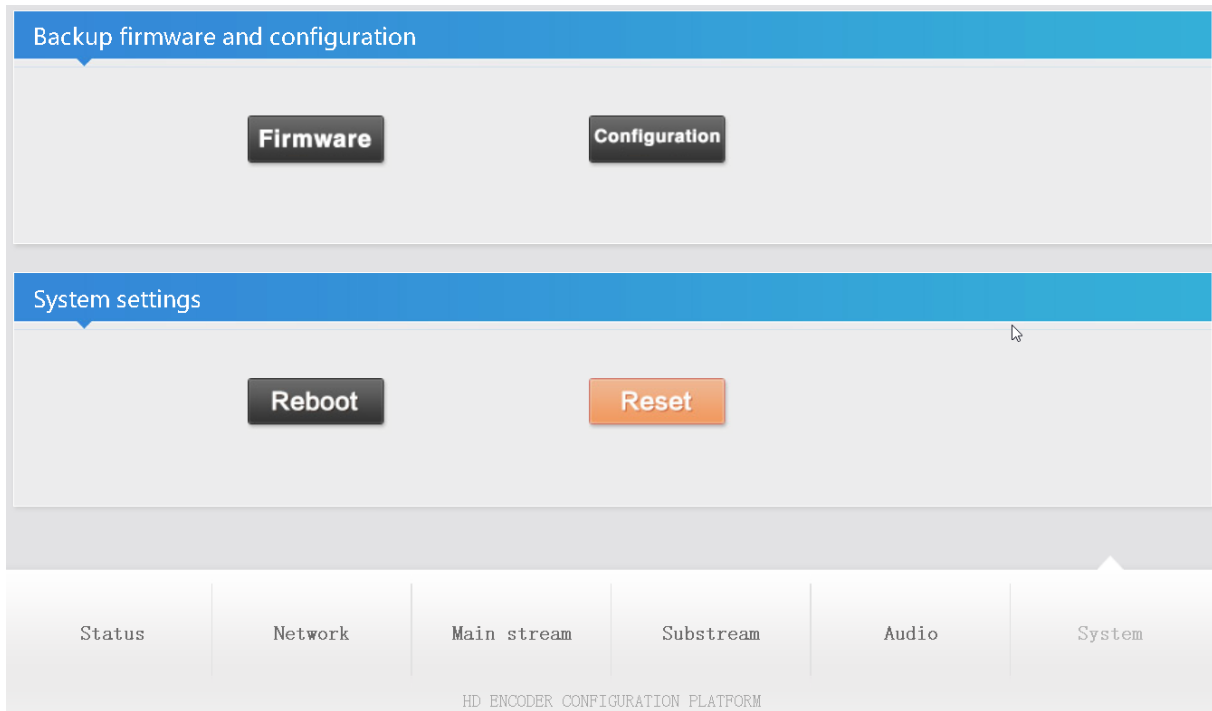 Backup firmware and configuration
Firmware Configuration
System settings
Reboot Reset
Status Network Main stream Substream Audio System
HD ENCODER CONFIGURATION PLATFORM